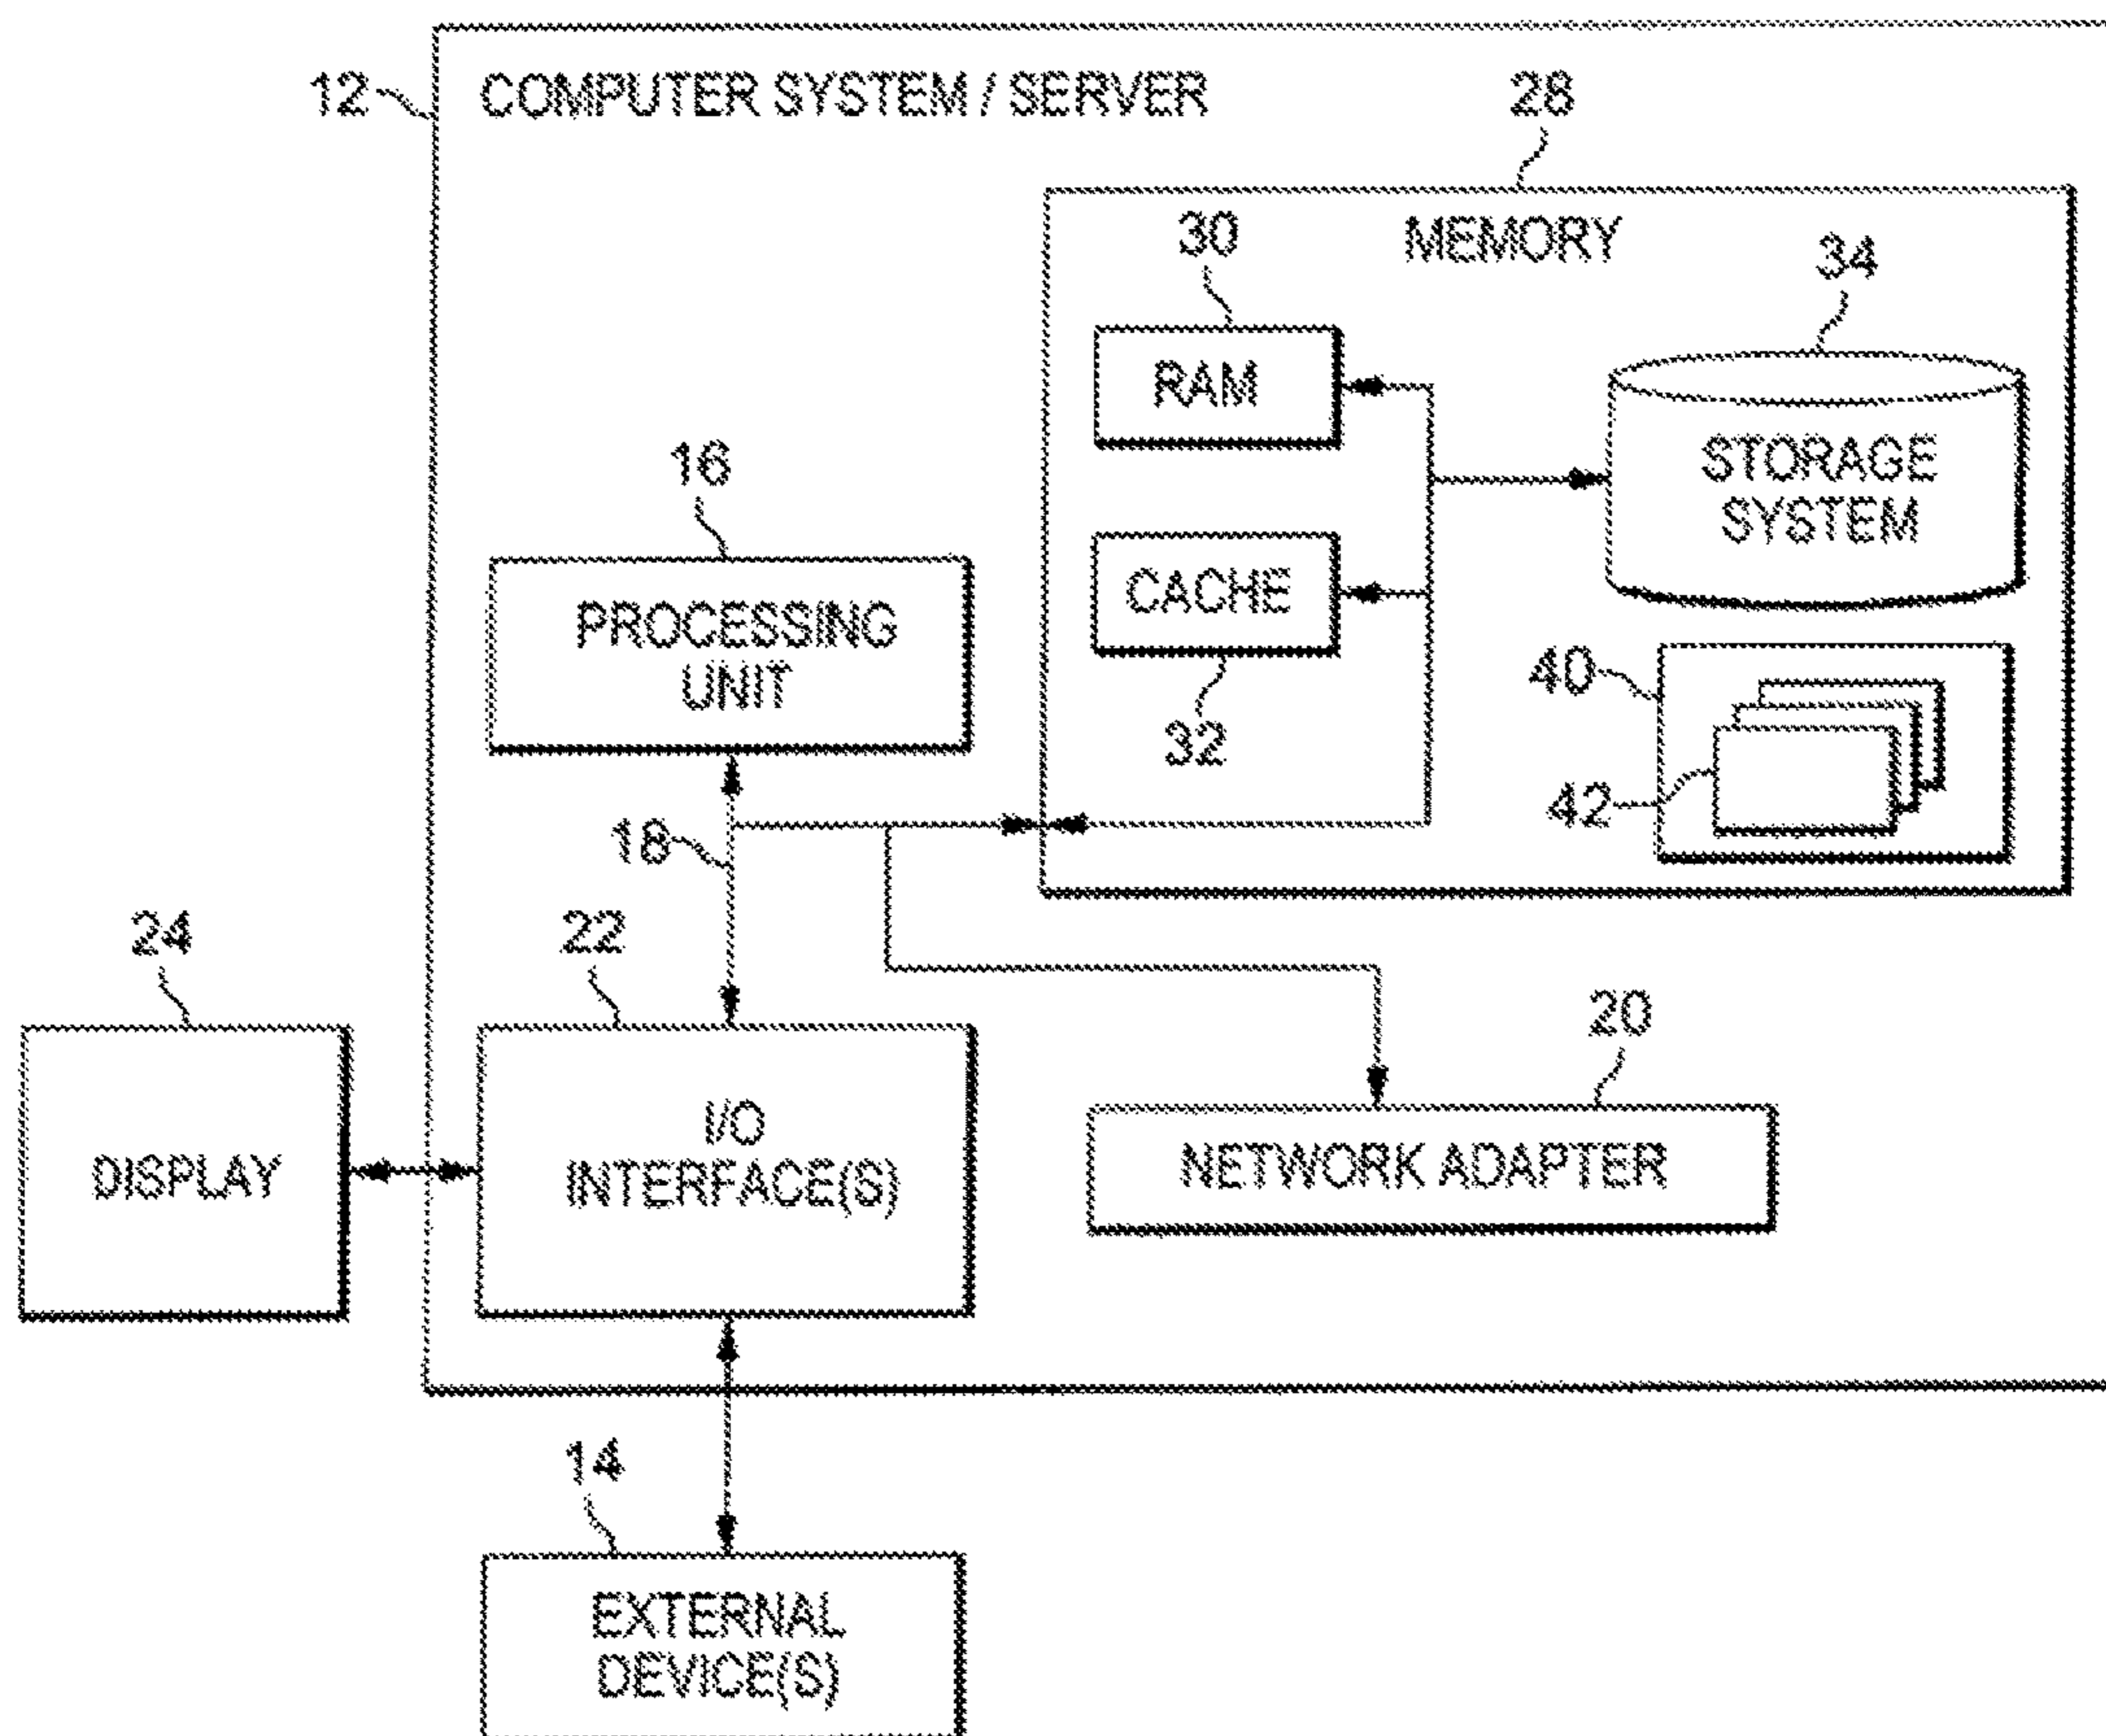 12
COMPUTER SYSTEM / SERVER
28
MEMORY
30
34
RAM
STORAGE
SYSTEM
16
PROCESSING
UNIT
CACHE
32
40
42
18
24
22
20
DISPLAY
I/O
INTERFACE(S)
NETWORK ADAPTER
14
EXTERNAL
DEVICE(S)